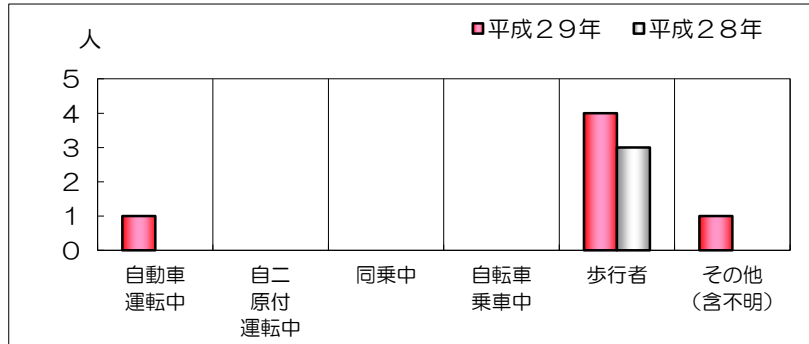 人
■平成２９年 □平成２８年
5
4
3
2
1
0
自動車
運転中
自二
原付
運転中
同乗中
自転車
乗車中
歩行者
その他
（含不明）